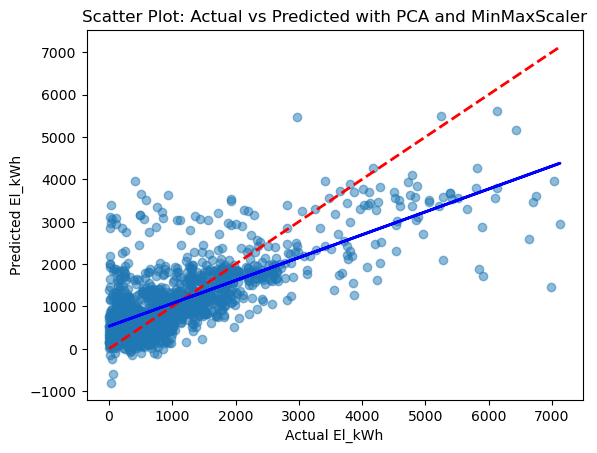 Scatter Plot: Actual vs Predicted with PCA and MinMaxScaler
7000
6000
5000
4000
3000
2000
1000
0
−1000
Predicted El_kWh
0 1000 2000 3000 4000 5000 6000 7000
Actual El_kWh